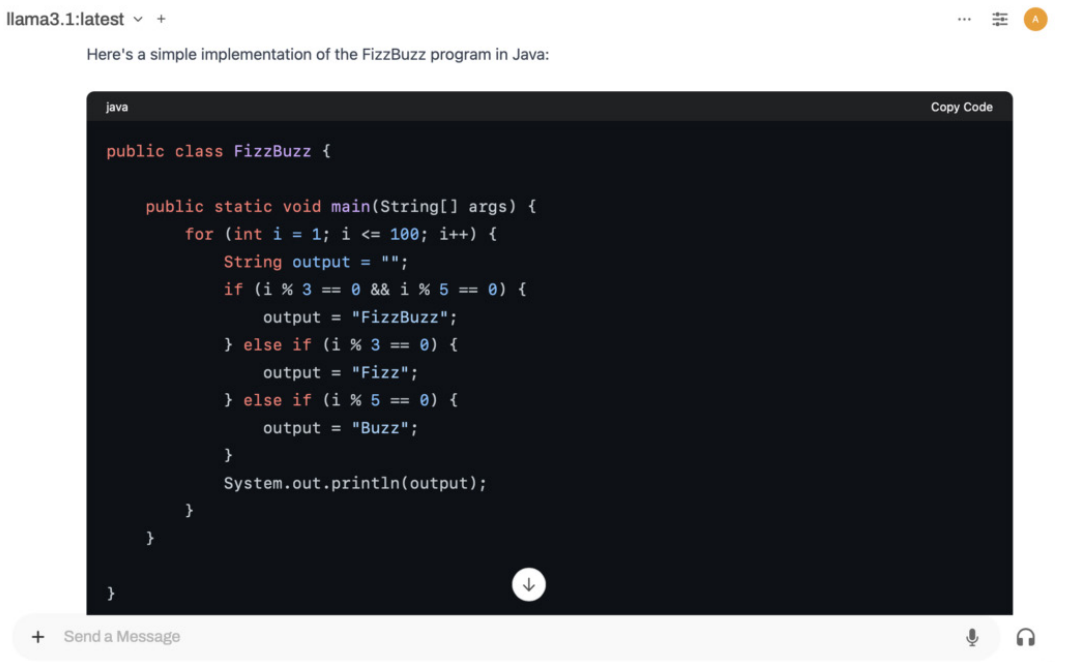 llama3.1:latest
A
Here's a simple implementation of the FizzBuzz program in Java:
java Copy Code
public class FizzBuzz {
    public static void main(String[] args) {
        for (int i = 1; i <= 100; i++) {
            String output = "";
            if (i % 3 == 0 && i % 5 == 0) {
                output = "FizzBuzz";
            } else if (i % 3 == 0) {
                output = "Fizz";
            } else if (i % 5 == 0) {
                output = "Buzz";
            }
            System.out.println(output);
        }
    }
}
Send a Message